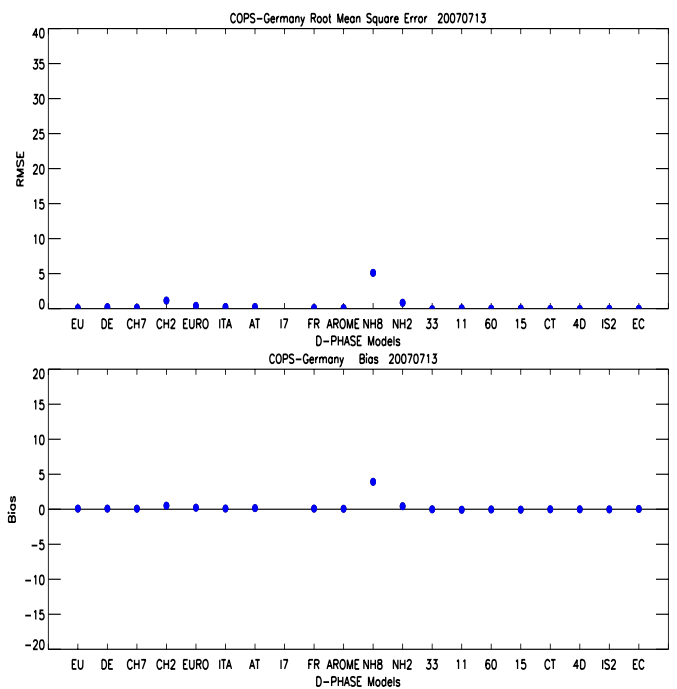 COPS-Germany Root Mean Square Error 20070713
40
35
30
25
20
15
10
5
0
RMSE
EU DE CH7 CH2 EURO ITA AT I7 FR AROME NH8 NH2 33 11 60 15 CT 4D IS2 EC
D-PHASE Models
COPS-Germany Bias 20070713
20
15
10
5
0
-5
-10
-15
-20
Bias
EU DE CH7 CH2 EURO ITA AT I7 FR AROME NH8 NH2 33 11 60 15 CT 4D IS2 EC
D-PHASE Models